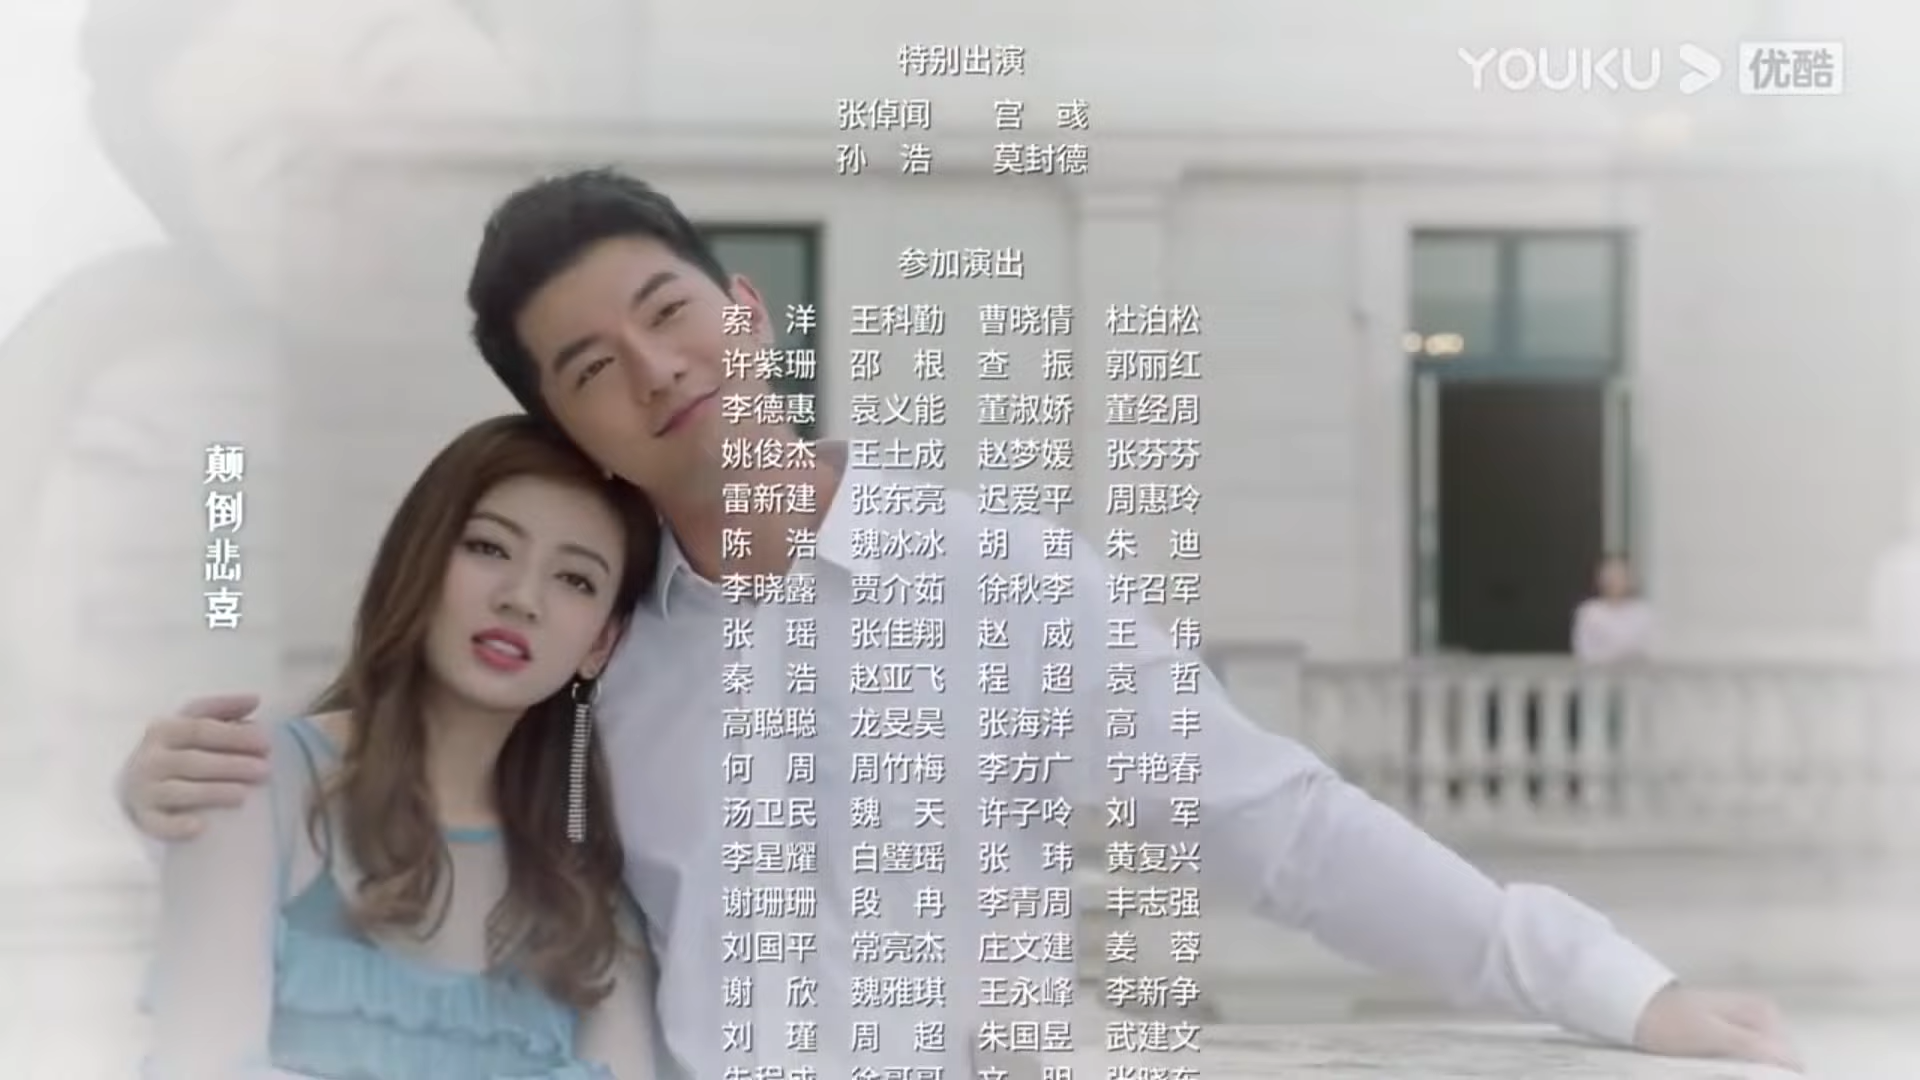 特别出演
YOUKU 优酷
张倬闻 宫彧
孙浩 莫封德
参加演出
索洋 王科勤 曹晓倩 杜泊松
许紫珊 邵根 查振 郭丽红
李德惠 袁义能 董淑娇 董经周
姚俊杰 王土成 赵梦媛 张芬芬
雷新建 张东亮 迟爱平 周惠玲
陈浩 魏冰冰 胡茜 朱迪
李晓露 贾介茹 徐秋李 许召军
张瑶 张佳翔 赵威 王伟
秦浩 赵亚飞 程超 袁哲
高聪聪 龙旻昊 张海洋 高丰
何周 周竹梅 李方广 宁艳春
汤卫民 魏天 许子呤 刘军
李星耀 白璧瑶 张玮 黄复兴
谢珊珊 段冉 李青周 丰志强
刘国平 常亮杰 庄文建 姜蓉
谢欣 魏雅琪 王永峰 李新争
刘瑾 周超 朱国昱 武建文
颠倒悲喜